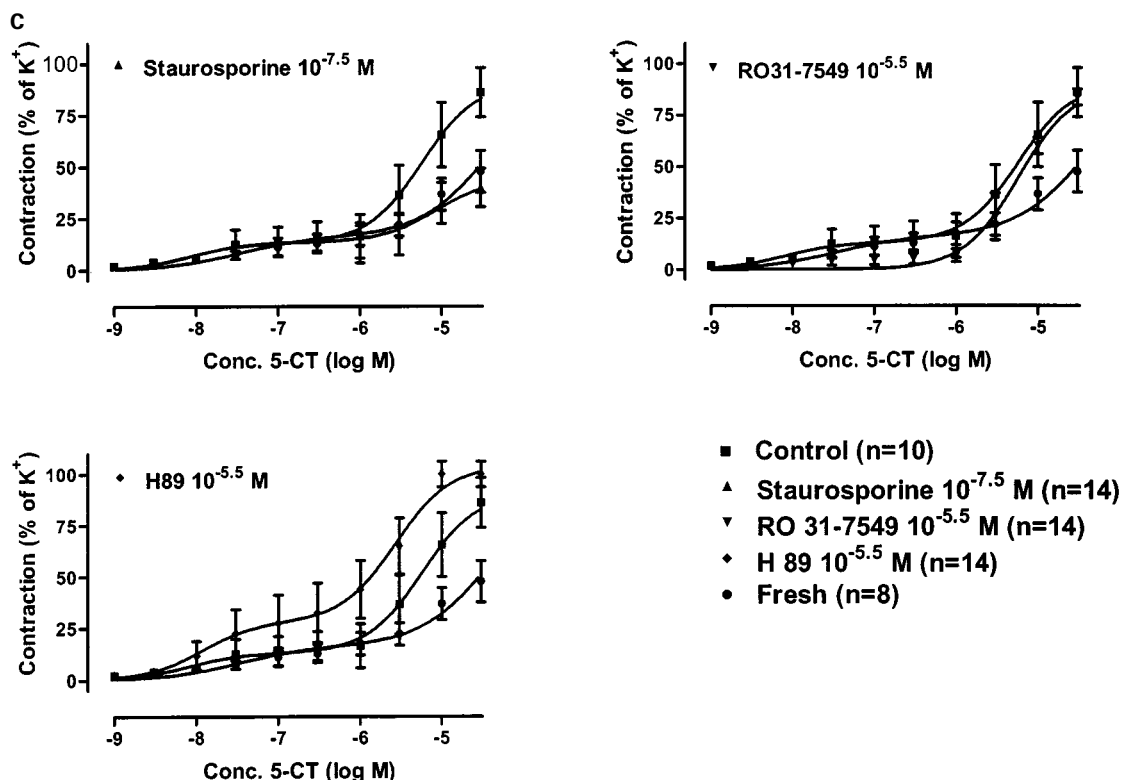 C
Staurosporine 10^-7.5 M
Contraction (% of K+)
100
75
50
25
0
-9 -8 -7 -6 -5
Conc. 5-CT (log M)
RO31-7549 10^-5.5 M
Contraction (% of K+)
100
75
50
25
0
-9 -8 -7 -6 -5
Conc. 5-CT (log M)
H89 10^-5.5 M
Contraction (% of K+)
100
75
50
25
0
-9 -8 -7 -6 -5
Conc. 5-CT (log M)
Control (n=10)
Staurosporine 10^-7.5 M (n=14)
RO 31-7549 10^-5.5 M (n=14)
H 89 10^-5.5 M (n=14)
Fresh (n=8)